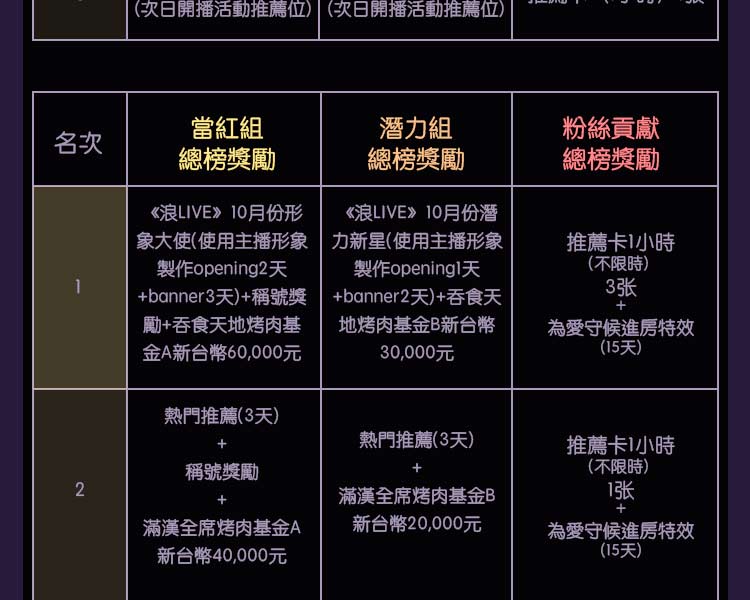 (次日開播活動推薦位)
(次日開播活動推薦位)
名次
當紅組
總榜獎勵
潛力組
總榜獎勵
粉絲貢獻
總榜獎勵
1
《浪LIVE》10月份形
象大使(使用主播形象
製作opening2天
+banner3天)+稱號獎
勵+吞食天地烤肉基
金A新台幣60,000元
《浪LIVE》10月份潛
力新星(使用主播形象
製作opening1天
+banner2天)+吞食天
地烤肉基金B新台幣
30,000元
推薦卡1小時
(不限時)
3张
+
為愛守候進房特效
(15天)
2
熱門推薦(3天)
+
稱號獎勵
+
滿漢全席烤肉基金A
新台幣40,000元
熱門推薦(3天)
+
滿漢全席烤肉基金B
新台幣20,000元
推薦卡1小時
(不限時)
1张
+
為愛守候進房特效
(15天)